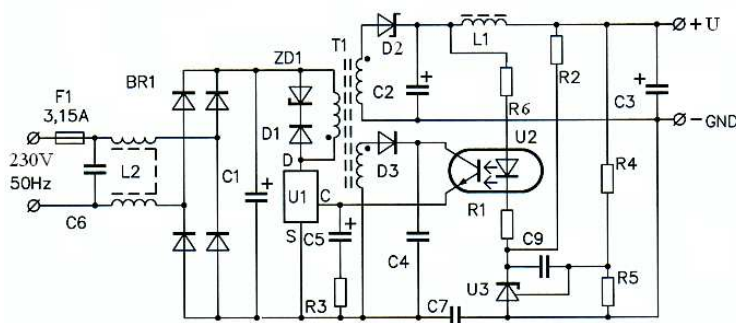 +U
T1
ZD1
D2
L1
F1
3,15A
BR1
C2
R2
C3
R6
-GND
U2
230V
50Hz
L2
D1
D
D3
C1
U1
C
R1
R4
C6
S
C5
C4
C9
R5
R3
C7
U3